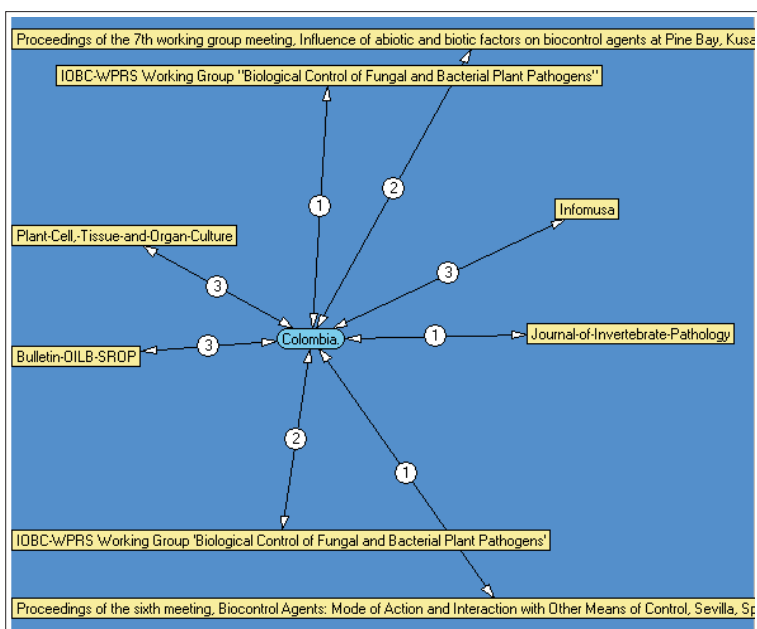 Proceedings of the 7th working group meeting, Influence of abiotic and biotic factors on biocontrol agents at Pine Bay, Kusa
IOBC-WPRS Working Group "Biological Control of Fungal and Bacterial Plant Pathogens"
2
1
Infomusa
Plant-Cell,-Tissue-and-Organ-Culture
3
3
Colombia.
1
Journal-of-Invertebrate-Pathology
Bulletin-OILB-SROP
3
2
1
IOBC-WPRS Working Group 'Biological Control of Fungal and Bacterial Plant Pathogens'
Proceedings of the sixth meeting, Biocontrol Agents: Mode of Action and Interaction with Other Means of Control, Sevilla, Sp